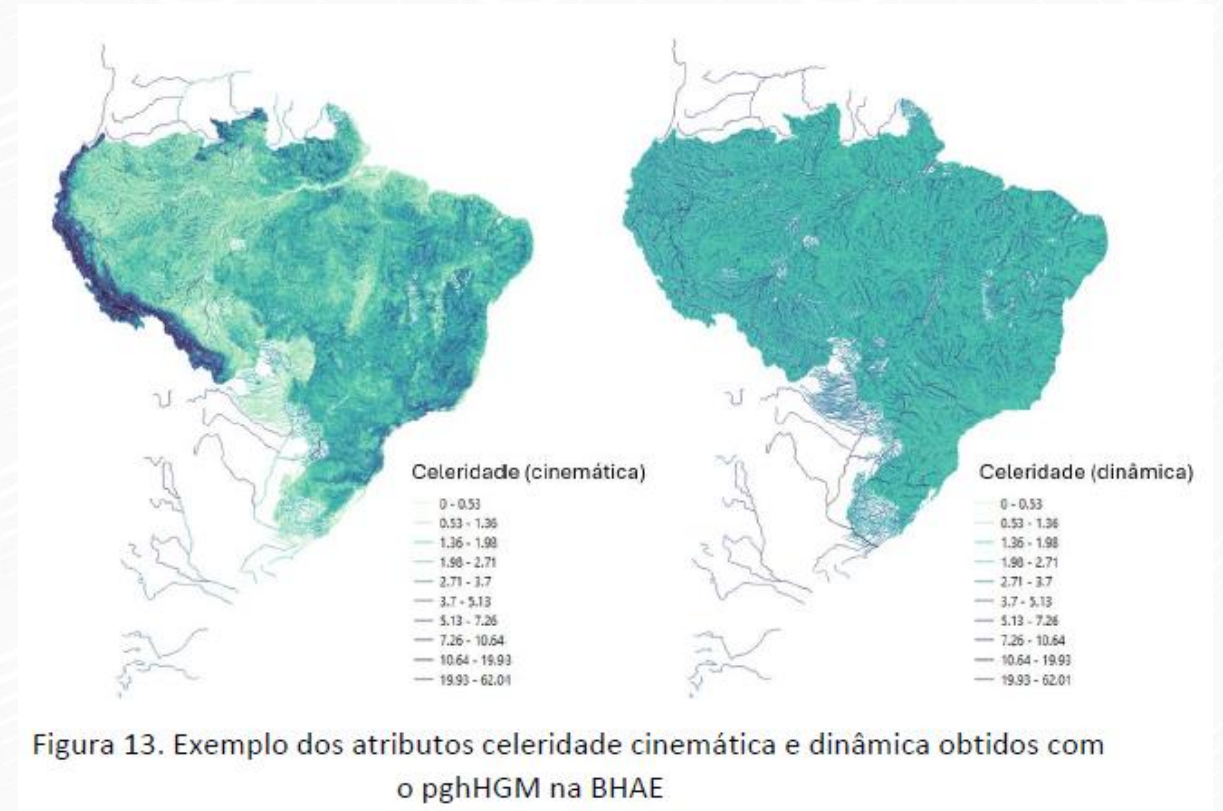 Celeridade (cinemática)
0 - 0.53
0.53 - 1.36
1.36 - 1.98
1.98 - 2.71
2.71 - 3.7
3.7 - 5.13
5.13 - 7.26
7.26 - 10.64
10.64 - 19.93
19.93 - 62.01
Celeridade (dinâmica)
0 - 0.53
0.53 - 1.36
1.36 - 1.98
1.98 - 2.71
2.71 - 3.7
3.7 - 5.13
5.13 - 7.26
7.26 - 10.64
10.64 - 19.93
19.93 - 62.01
Figura 13. Exemplo dos atributos celeridade cinemática e dinâmica obtidos com
o pghHGM na BHAE